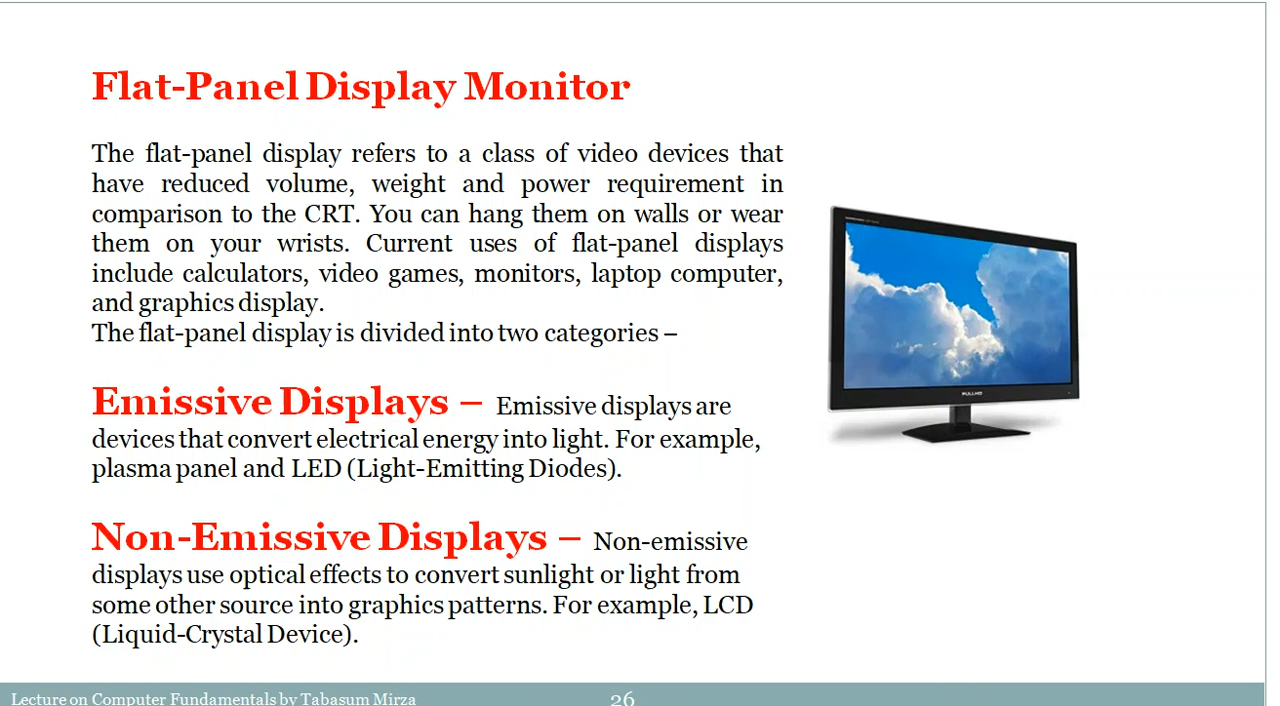 Flat-Panel Display Monitor
The flat-panel display refers to a class of video devices that
have reduced volume, weight and power requirement in
comparison to the CRT. You can hang them on walls or wear
them on your wrists. Current uses of flat-panel displays
include calculators, video games, monitors, laptop computer,
and graphics display.
The flat-panel display is divided into two categories –
Emissive Displays – Emissive displays are
devices that convert electrical energy into light. For example,
plasma panel and LED (Light-Emitting Diodes).
Non-Emissive Displays – Non-emissive
displays use optical effects to convert sunlight or light from
some other source into graphics patterns. For example, LCD
(Liquid-Crystal Device).
FULLHD
Lecture on Computer Fundamentals by Tabasum Mirza
26